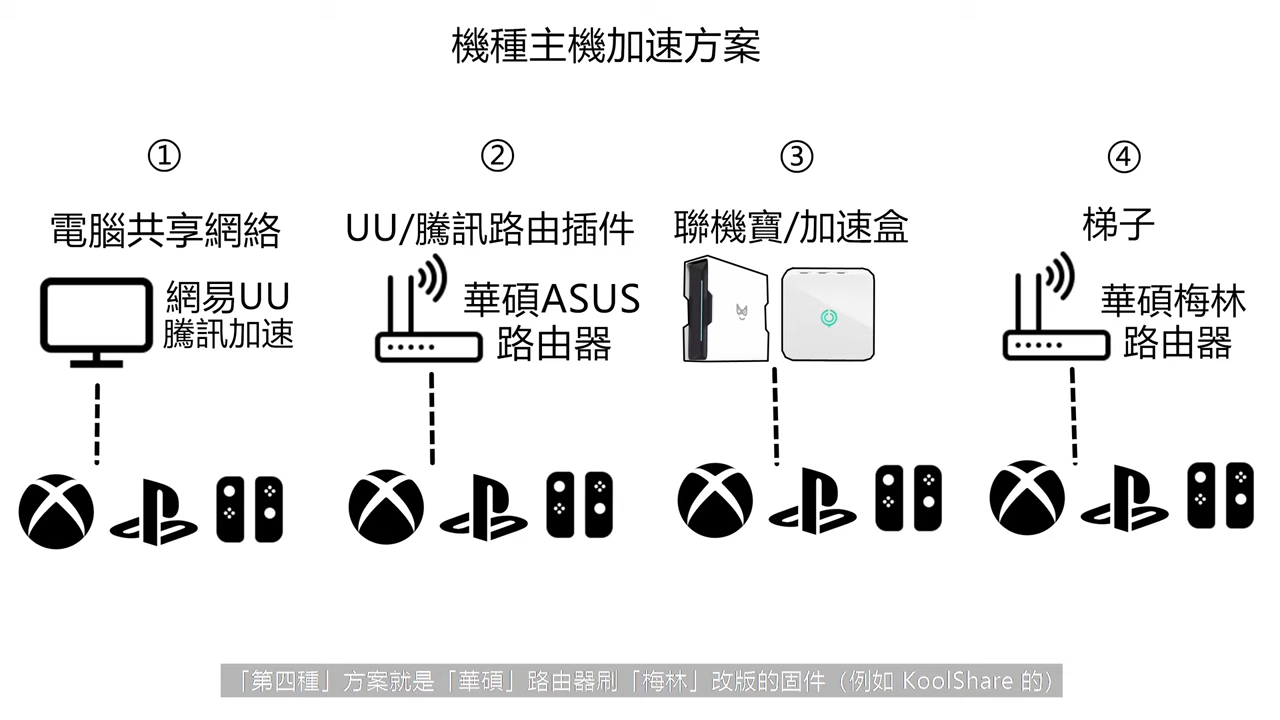 機種主機加速方案
①
電腦共享網絡
網易UU
騰訊加速
②
UU/騰訊路由插件
華碩ASUS
路由器
③
聯機寶/加速盒
④
梯子
華碩梅林
路由器
「第四種」方案就是「華碩」路由器刷「梅林」改版的固件（例如 KoolShare 的）